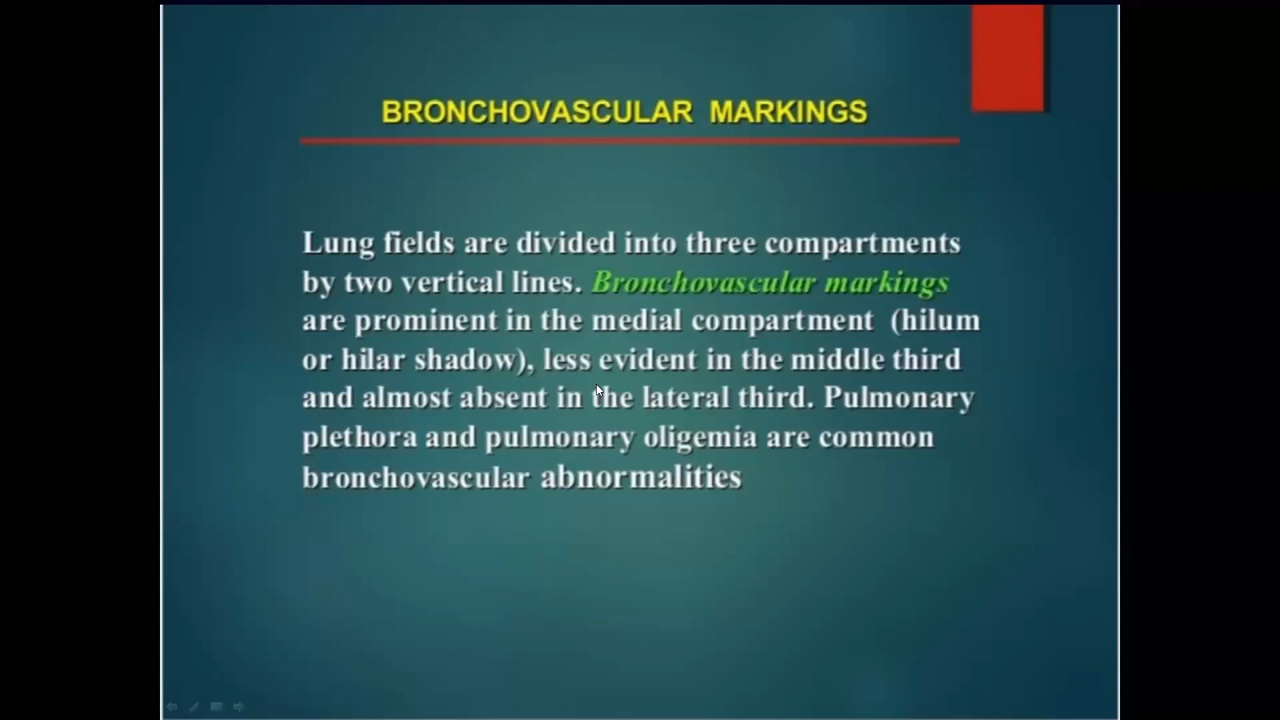 BRONCHOVASCULAR MARKINGS
Lung fields are divided into three compartments
by two vertical lines. Bronchovascular markings
are prominent in the medial compartment (hilum
or hilar shadow), less evident in the middle third
and almost absent in the lateral third. Pulmonary
plethora and pulmonary oligemia are common
bronchovascular abnormalities